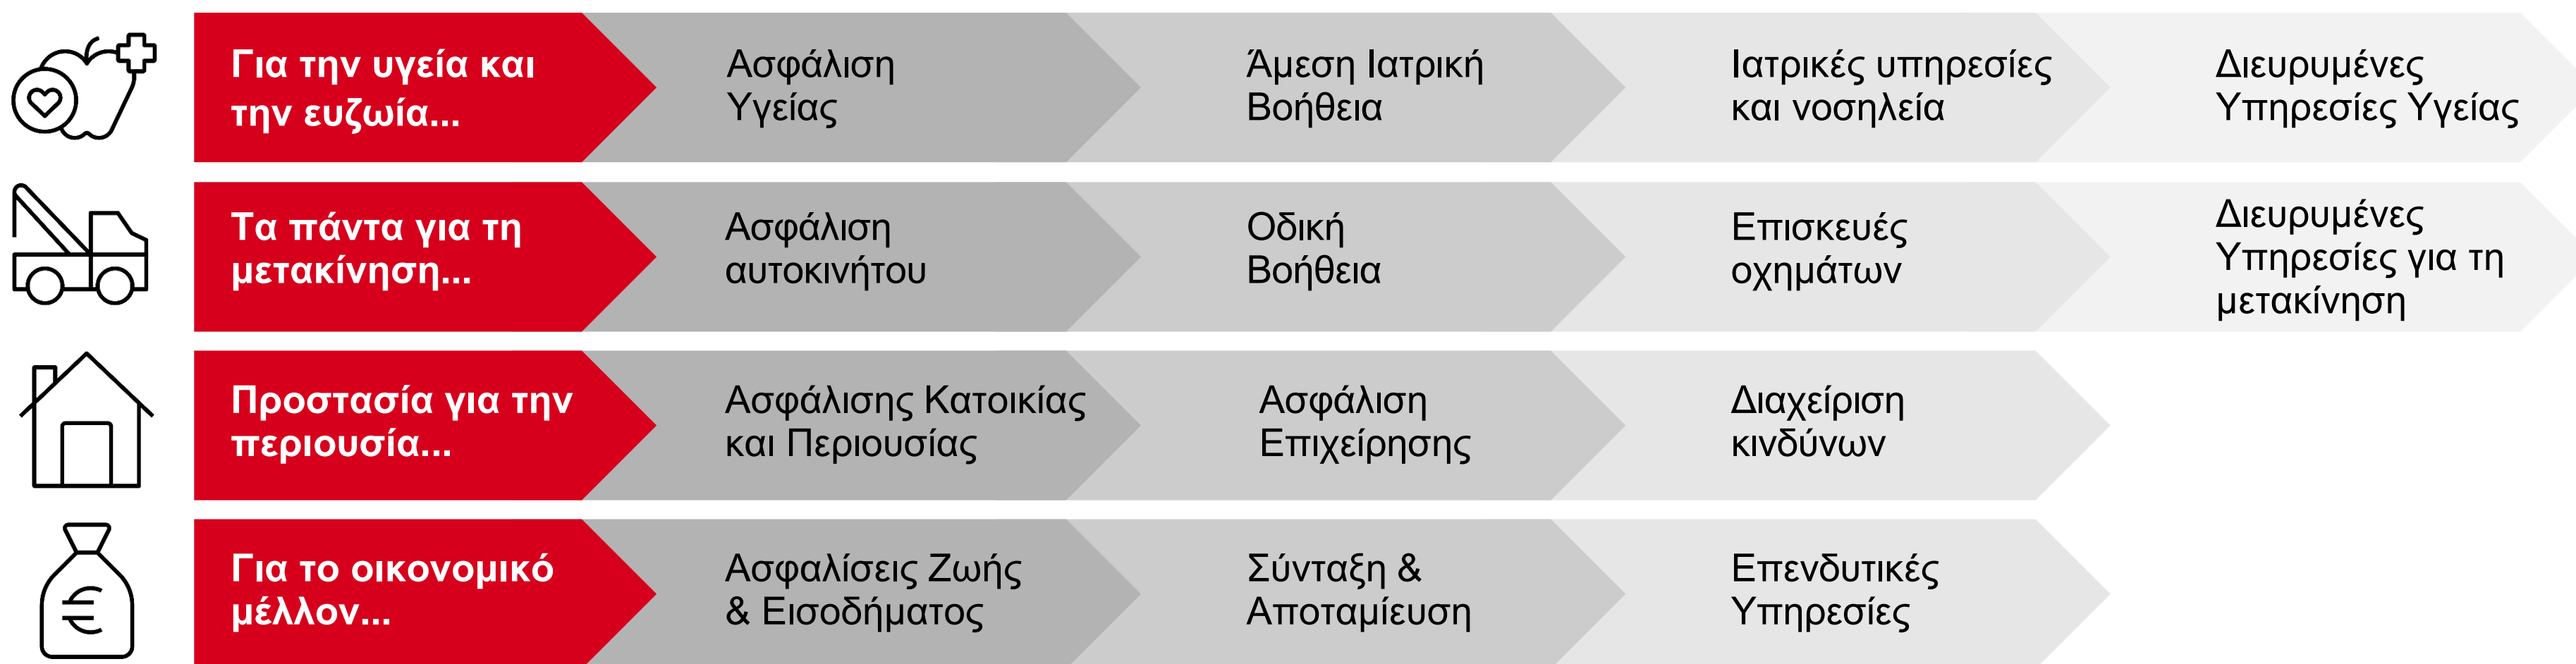 Για την υγεία και
την ευζωία...
Ασφάλιση
Υγείας
Άμεση Ιατρική
Βοήθεια
Ιατρικές υπηρεσίες
και νοσηλεία
Διευρυμένες
Υπηρεσίες Υγείας
Τα πάντα για τη
μετακίνηση...
Ασφάλιση
αυτοκινήτου
Οδική
Βοήθεια
Επισκευές
οχημάτων
Διευρυμένες
Υπηρεσίες για τη
μετακίνηση
Προστασία για την
περιουσία...
Ασφάλισης Κατοικίας
και Περιουσίας
Ασφάλιση
Επιχείρησης
Διαχείριση
κινδύνων
Για το οικονομικό
μέλλον...
Ασφαλίσεις Ζωής
& Εισοδήματος
Σύνταξη &
Αποταμίευση
Επενδυτικές
Υπηρεσίες